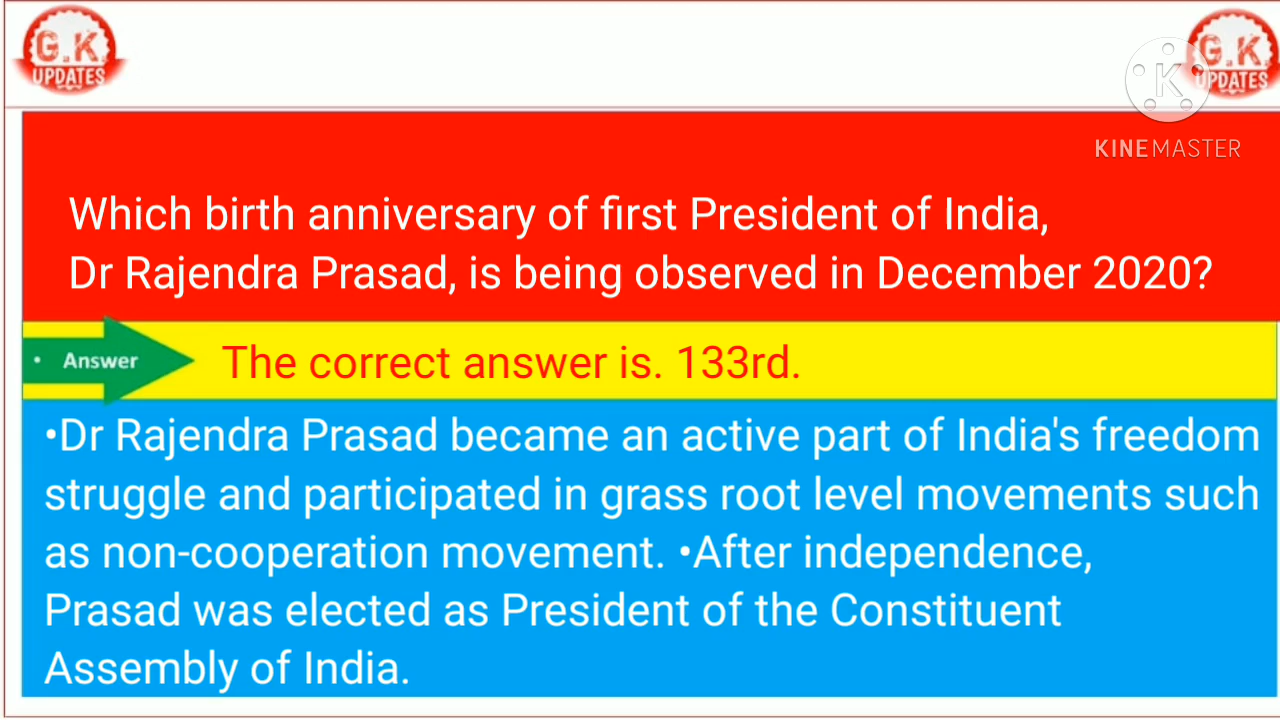 G.K.
UPDATES
G.K.
UPDATES
K
KINEMASTER
Which birth anniversary of first President of India,
Dr Rajendra Prasad, is being observed in December 2020?
• Answer
The correct answer is. 133rd.
•Dr Rajendra Prasad became an active part of India's freedom
struggle and participated in grass root level movements such
as non-cooperation movement. •After independence,
Prasad was elected as President of the Constituent
Assembly of India.